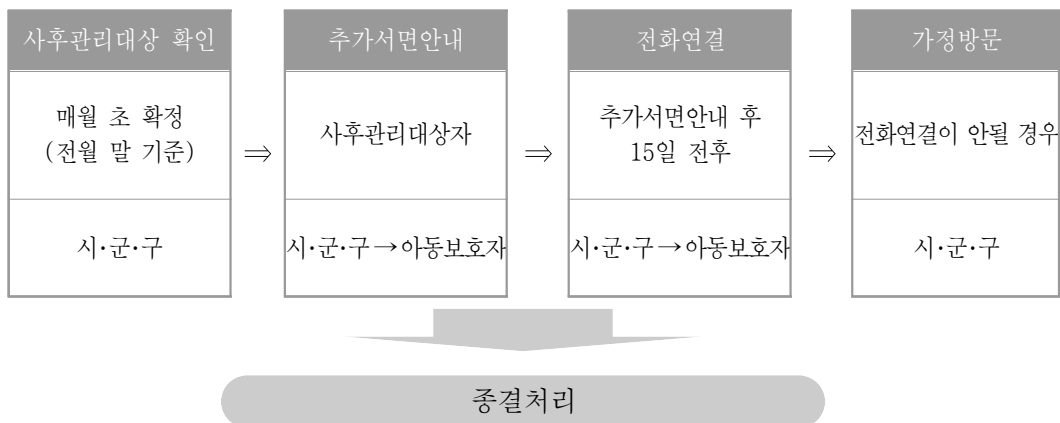 사후관리대상 확인
매월 초 확정
(전월 말 기준)
시·군·구
⇒
추가서면안내
사후관리대상자
시·군·구→아동보호자
⇒
전화연결
추가서면안내 후
15일 전후
시·군·구→아동보호자
⇒
가정방문
전화연결이 안될 경우
시·군·구
종결처리